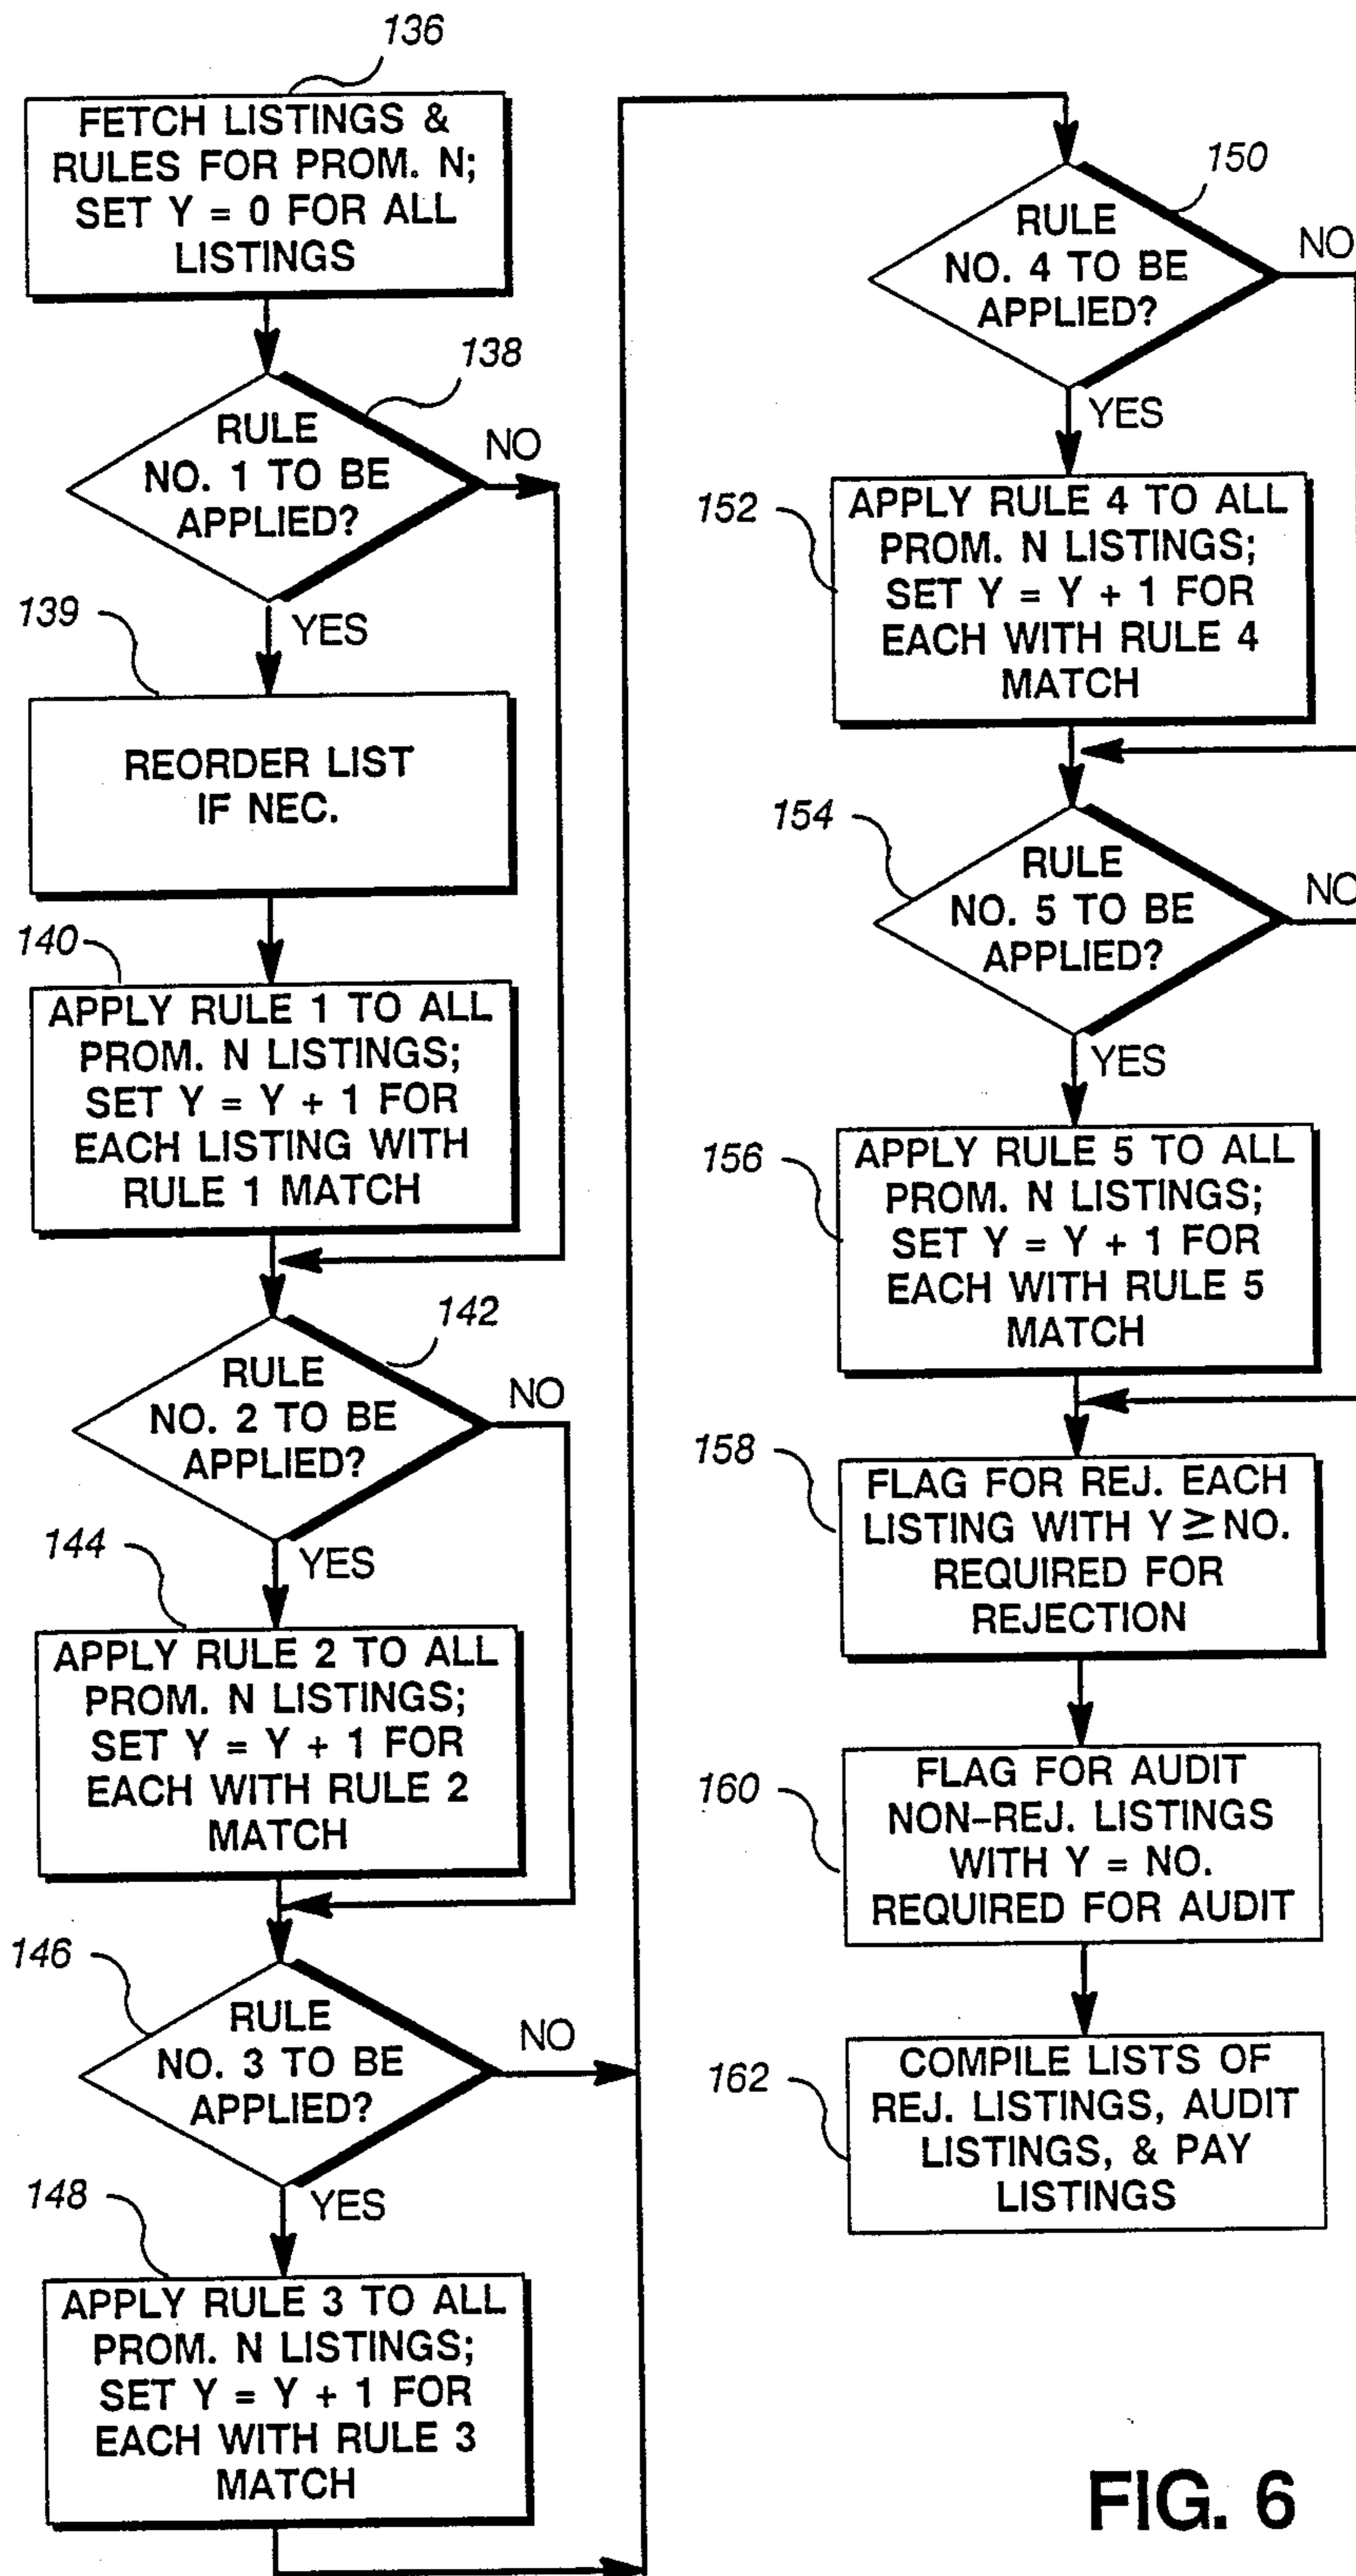 136
FETCH LISTINGS &
RULES FOR PROM. N;
SET Y = 0 FOR ALL
LISTINGS
138
RULE
NO. 1 TO BE
APPLIED?
NO
YES
139
REORDER LIST
IF NEC.
140
APPLY RULE 1 TO ALL
PROM. N LISTINGS;
SET Y = Y + 1 FOR
EACH LISTING WITH
RULE 1 MATCH
142
RULE
NO. 2 TO BE
APPLIED?
NO
YES
144
APPLY RULE 2 TO ALL
PROM. N LISTINGS;
SET Y = Y + 1 FOR
EACH WITH RULE 2
MATCH
146
RULE
NO. 3 TO BE
APPLIED?
NO
YES
148
APPLY RULE 3 TO ALL
PROM. N LISTINGS;
SET Y = Y + 1 FOR
EACH WITH RULE 3
MATCH
150
RULE
NO. 4 TO BE
APPLIED?
NO
YES
152
APPLY RULE 4 TO ALL
PROM. N LISTINGS;
SET Y = Y + 1 FOR
EACH WITH RULE 4
MATCH
154
RULE
NO. 5 TO BE
APPLIED?
NO
YES
156
APPLY RULE 5 TO ALL
PROM. N LISTINGS;
SET Y = Y + 1 FOR
EACH WITH RULE 5
MATCH
158
FLAG FOR REJ. EACH
LISTING WITH Y ≧ NO.
REQUIRED FOR
REJECTION
160
FLAG FOR AUDIT
NON-REJ. LISTINGS
WITH Y = NO.
REQUIRED FOR AUDIT
162
COMPILE LISTS OF
REJ. LISTINGS, AUDIT
LISTINGS, & PAY
LISTINGS
FIG. 6